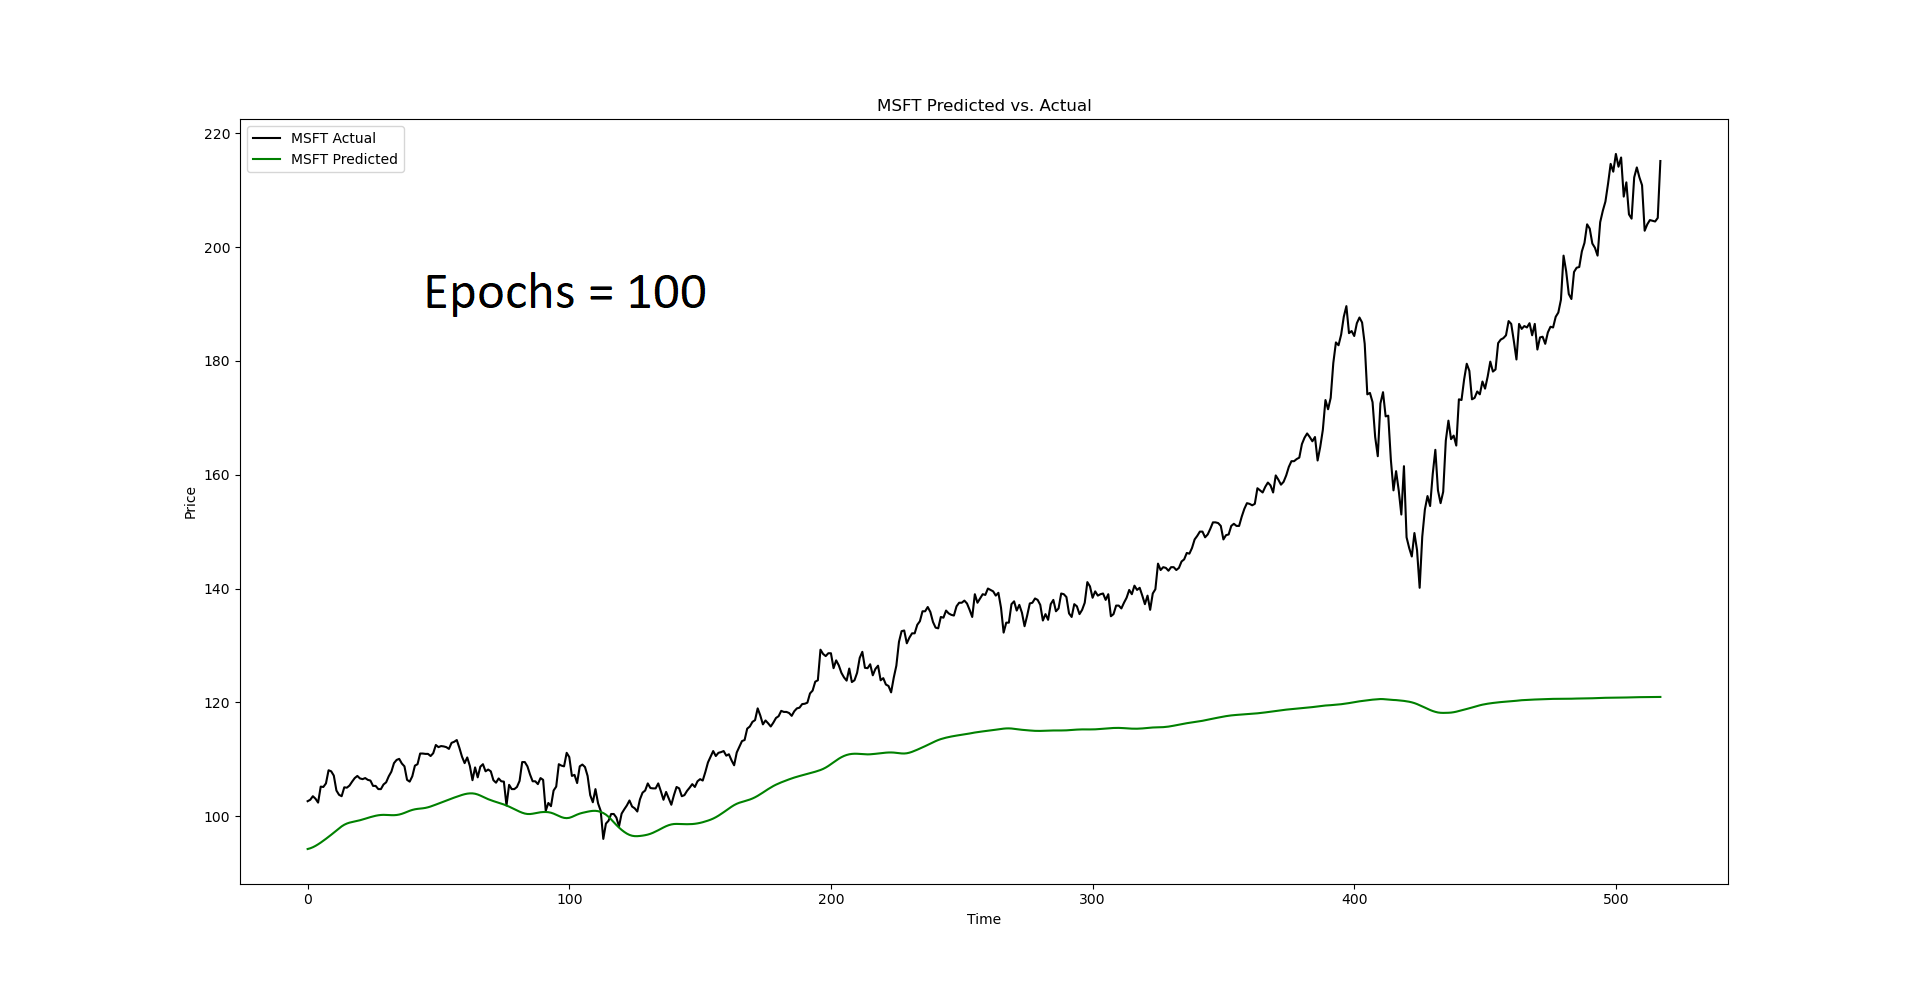 MSFT Predicted vs. Actual
MSFT Actual
MSFT Predicted
Epochs = 100
Price
220
200
180
160
140
120
100
0 100 200 300 400 500
Time